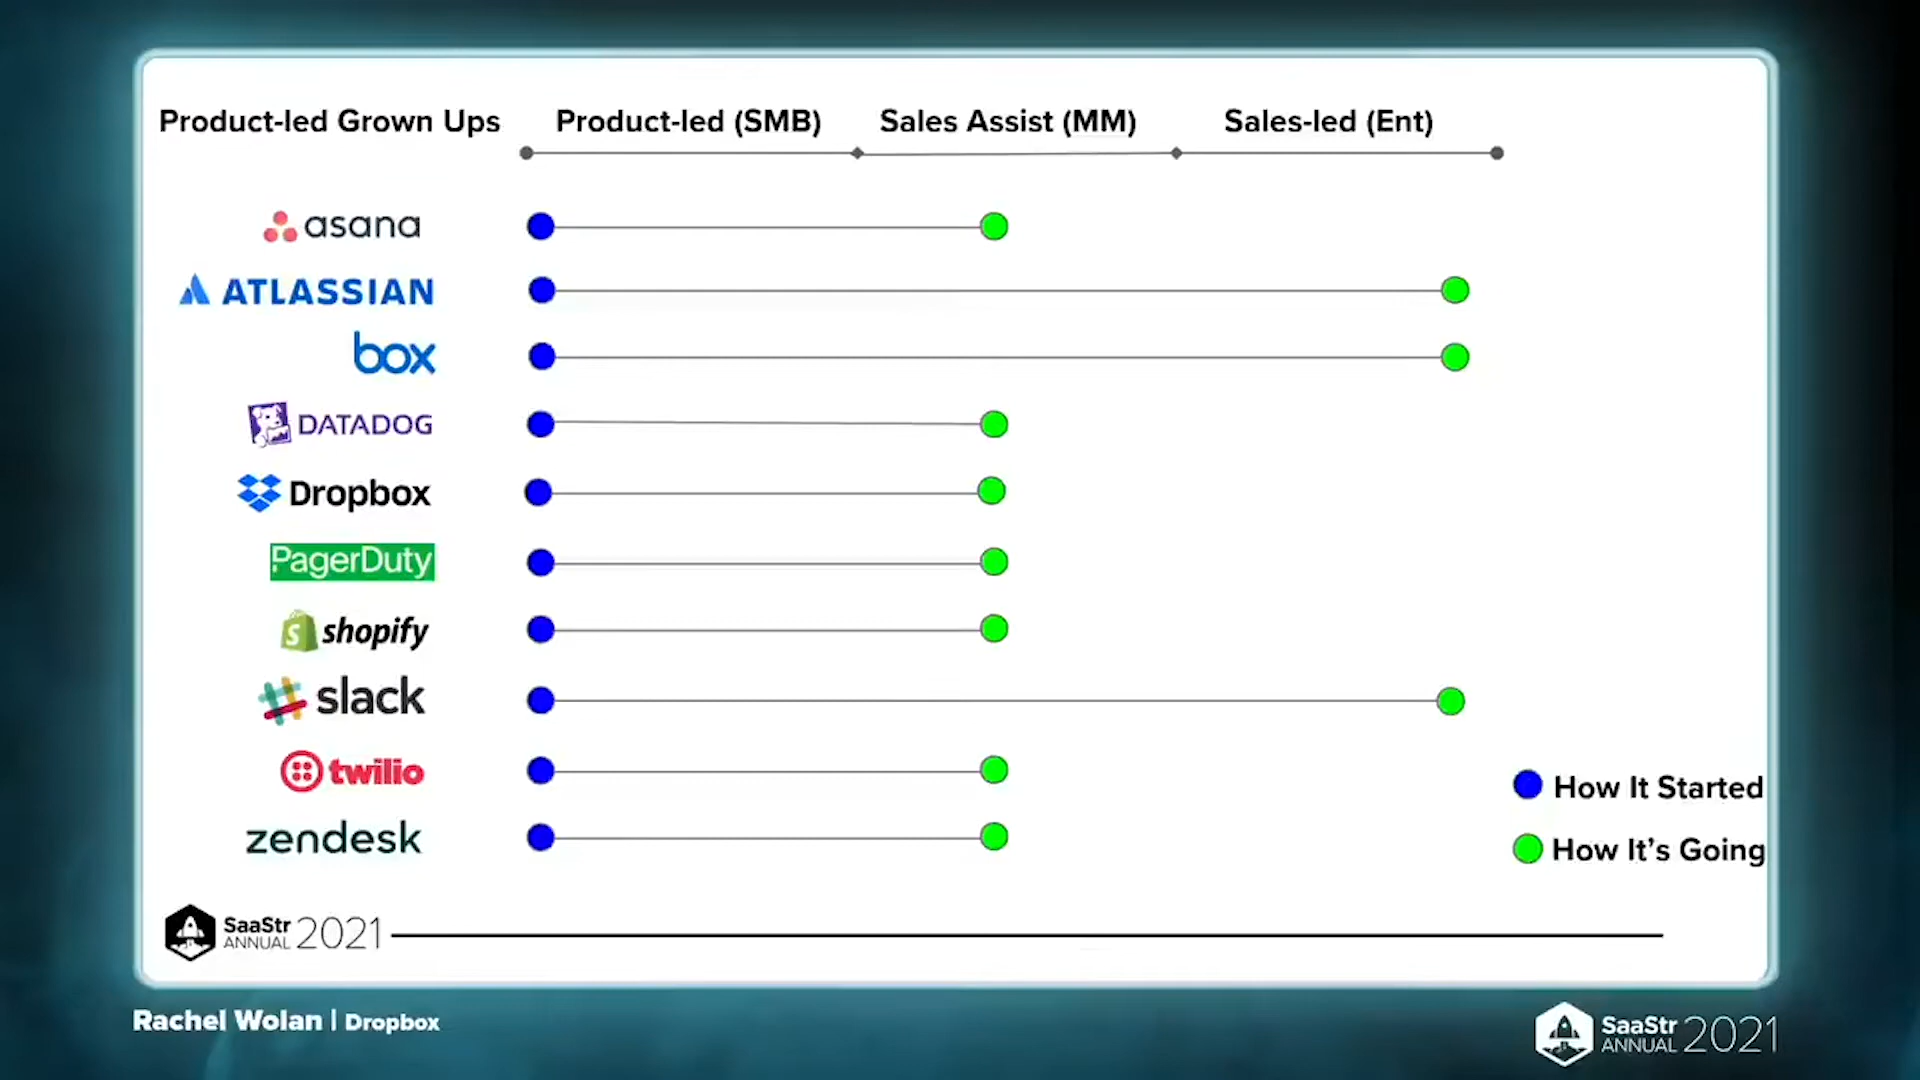 Product-led Grown Ups
Product-led (SMB)
Sales Assist (MM)
Sales-led (Ent)
asana
ATLASSIAN
box
DATADOG
Dropbox
PagerDuty
shopify
slack
twilio
zendesk
How It Started
How It's Going
SaaStr
ANNUAL 2021
Rachel Wolan | Dropbox
SaaStr
ANNUAL 2021